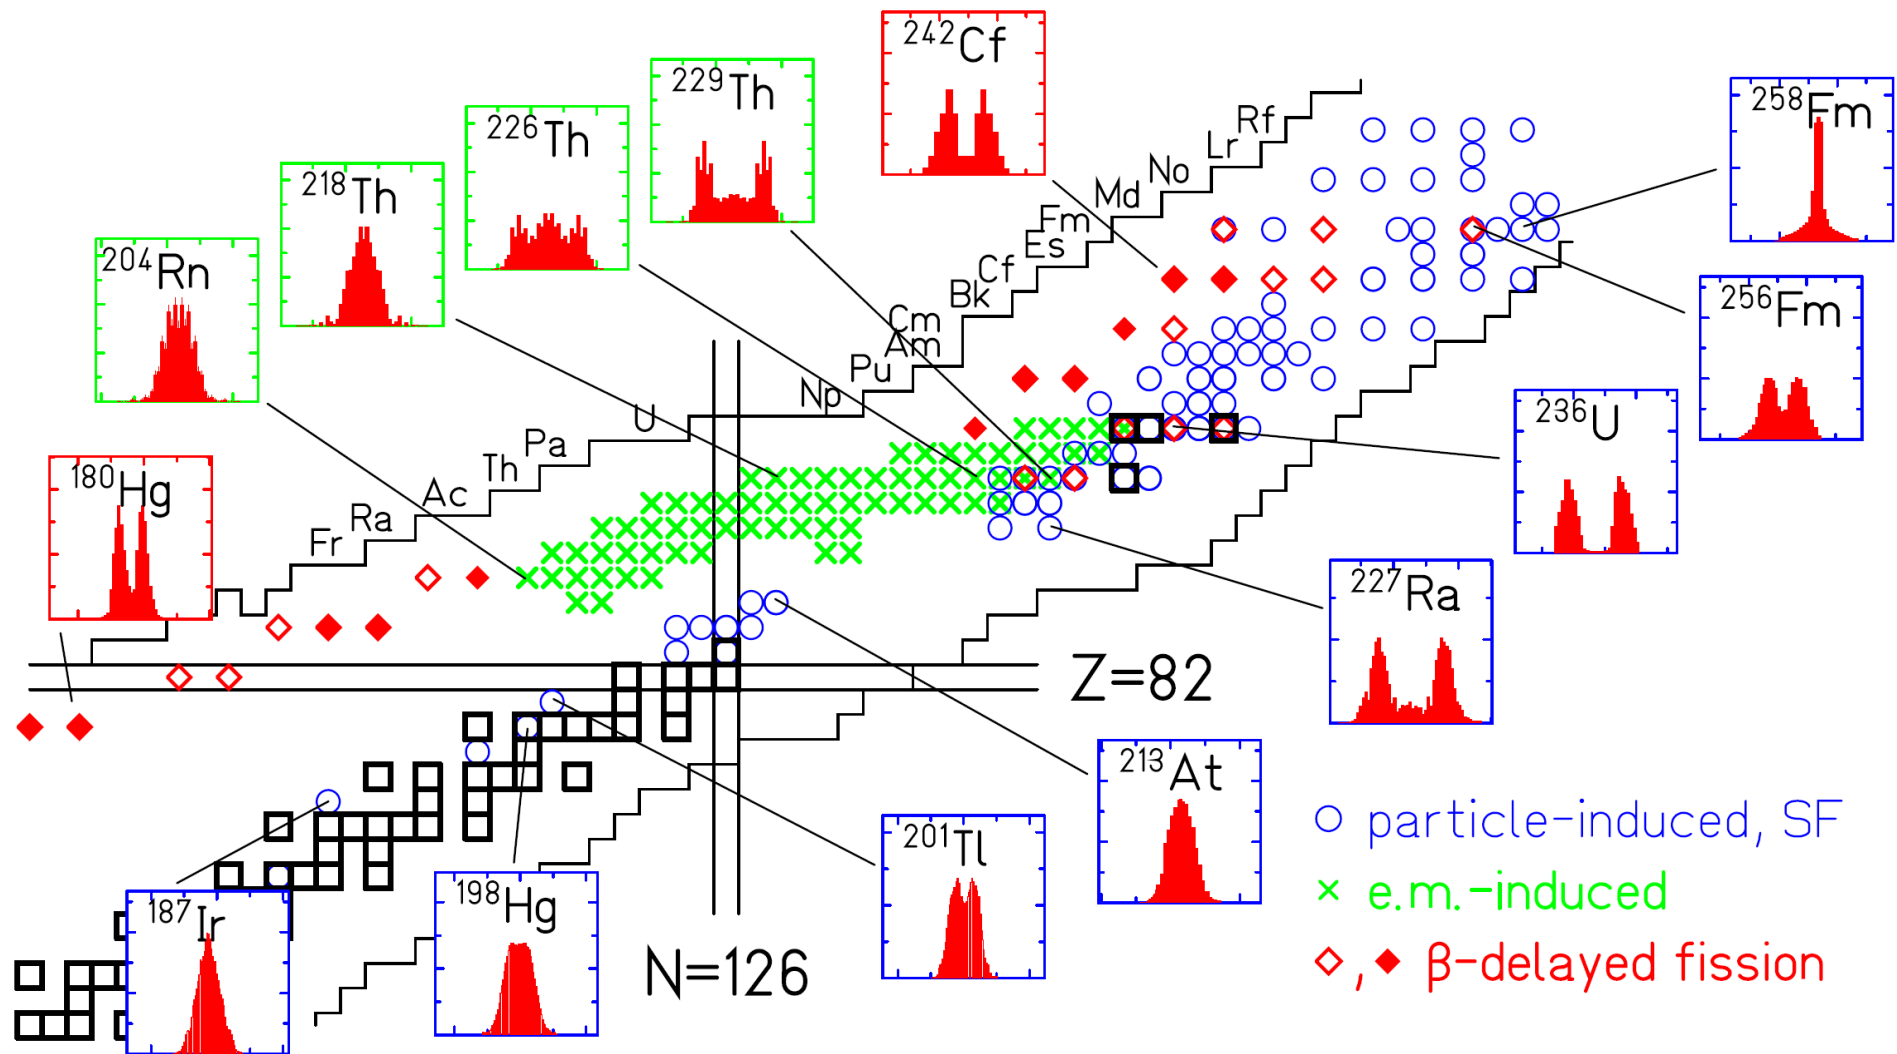 242Cf
229Th
258Fm
226Th
Rf
Lr
218Th
No
Md
Fm
204Rn
Es
Cf
256Fm
Bk
Cm
Am
Pu
Np
U
236U
Pa
Th
180Hg
Ac
Ra
Fr
227Ra
Z=82
213At
201Tl
particle-induced, SF
198Hg
e.m.-induced
187Ir
N=126
, β-delayed fission